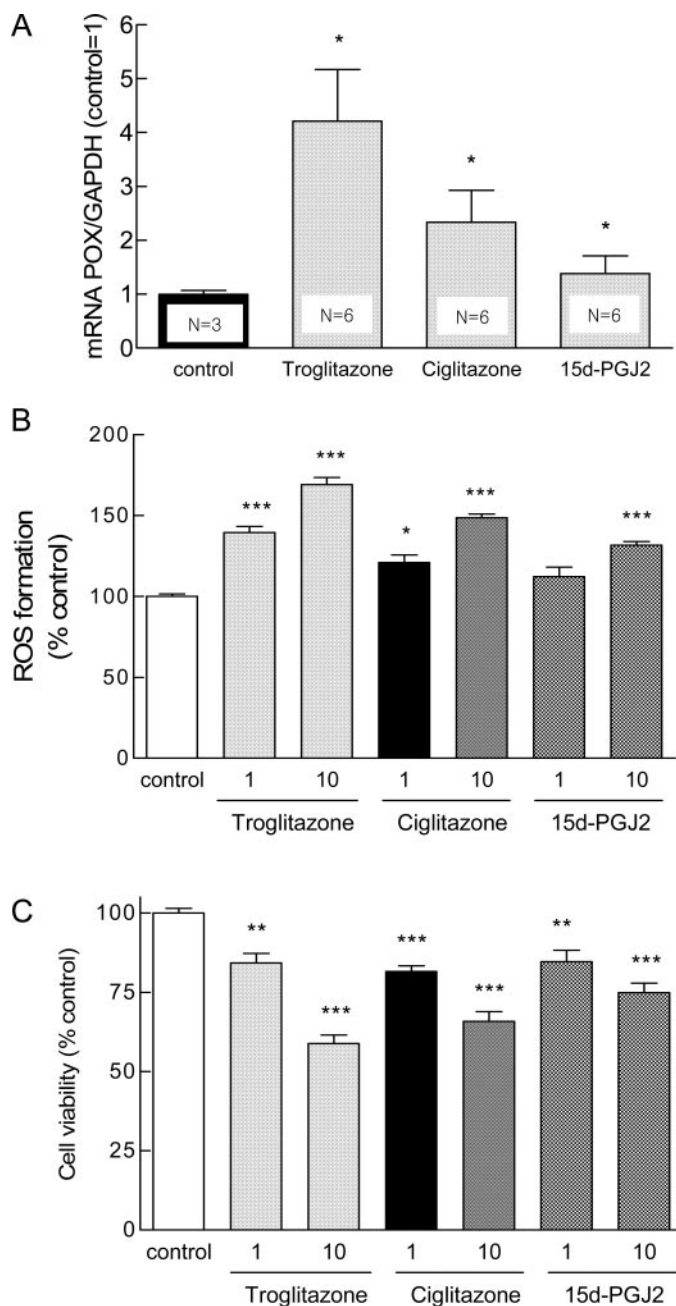 A
mRNA POX/GAPDH (control=1)
6
5
4
3
2
1
0
* * *
N=3 N=6 N=6 N=6
control Troglitazone Ciglitazone 15d-PGJ2
B
ROS formation
(% control)
200
150
100
50
0
*** *** * *** ***
control 1 10 1 10 1 10
Troglitazone Ciglitazone 15d-PGJ2
C
Cell viability (% control)
100
75
50
25
0
** *** *** *** ** ***
control 1 10 1 10 1 10
Troglitazone Ciglitazone 15d-PGJ2